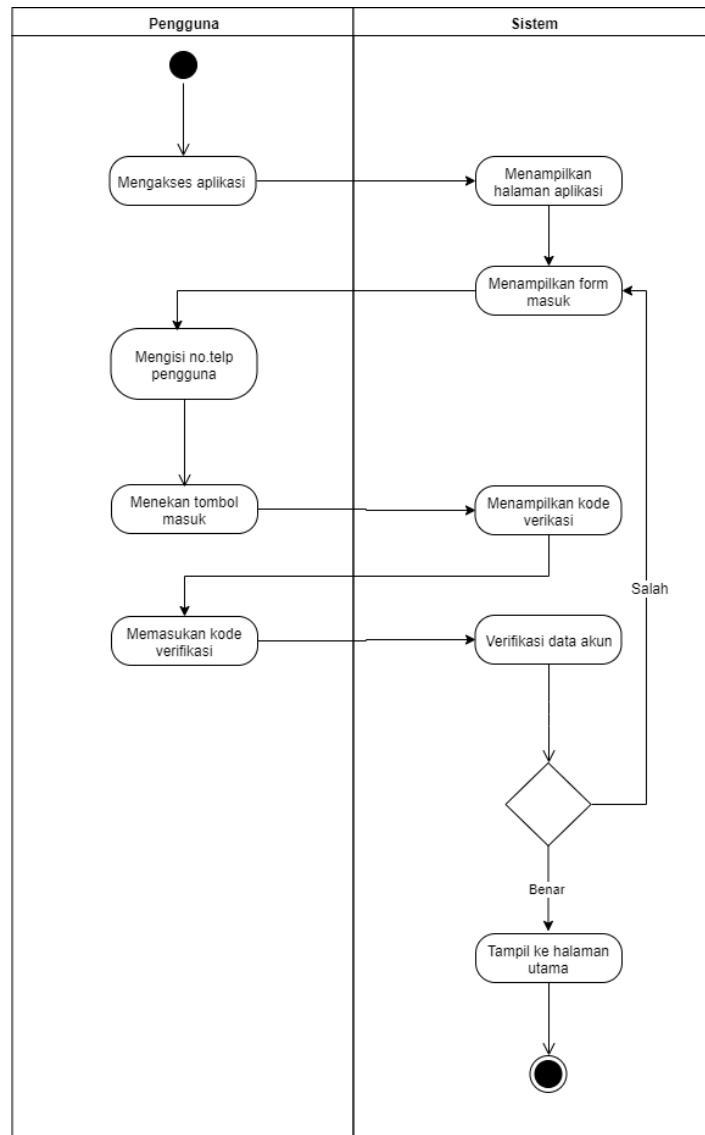 Pengguna
Sistem
Mengakses aplikasi
Menampilkan
halaman aplikasi
Menampilkan form
masuk
Mengisi no.telp
pengguna
Menekan tombol
masuk
Menampilkan kode
verikasi
Salah
Memasukan kode
verifikasi
Verifikasi data akun
Benar
Tampil ke halaman
utama